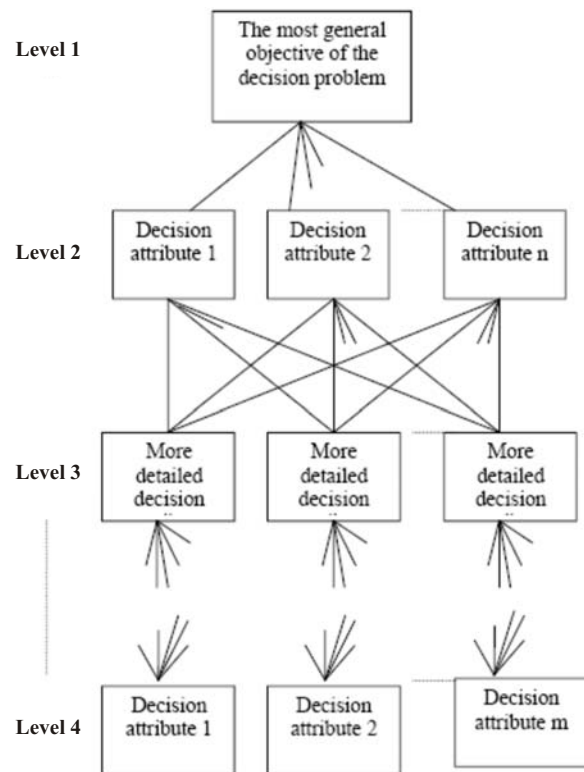 Level 1
The most general
objective of the
decision problem
Level 2
Decision
attribute 1
Decision
attribute 2
Decision
attribute n
Level 3
More
detailed
decision
More
detailed
decision
More
detailed
decision
Level 4
Decision
attribute 1
Decision
attribute 2
Decision
attribute m